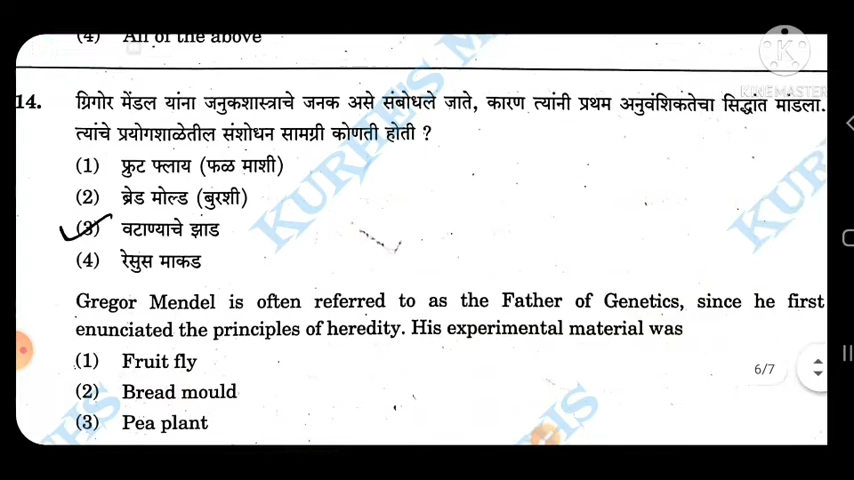 (4) All of the above
KINEMASTER
14. ग्रिगोर मेंडल यांना जनुकशास्त्राचे जनक असे संबोधले जाते, कारण त्यांनी प्रथम अनुवंशिकतेचा सिद्धांत मांडला.
त्यांचे प्रयोगशाळेतील संशोधन सामग्री कोणती होती ?
(1) फ्रुट फ्लाय (फळ माशी)
(2) ब्रेड मोल्ड (बुरशी)
(3) वटाण्याचे झाड
(4) रेसुस माकड
Gregor Mendel is often referred to as the Father of Genetics, since he first
enunciated the principles of heredity. His experimental material was
(1) Fruit fly
(2) Bread mould
(3) Pea plant
6/7
KURHE'S MATHS